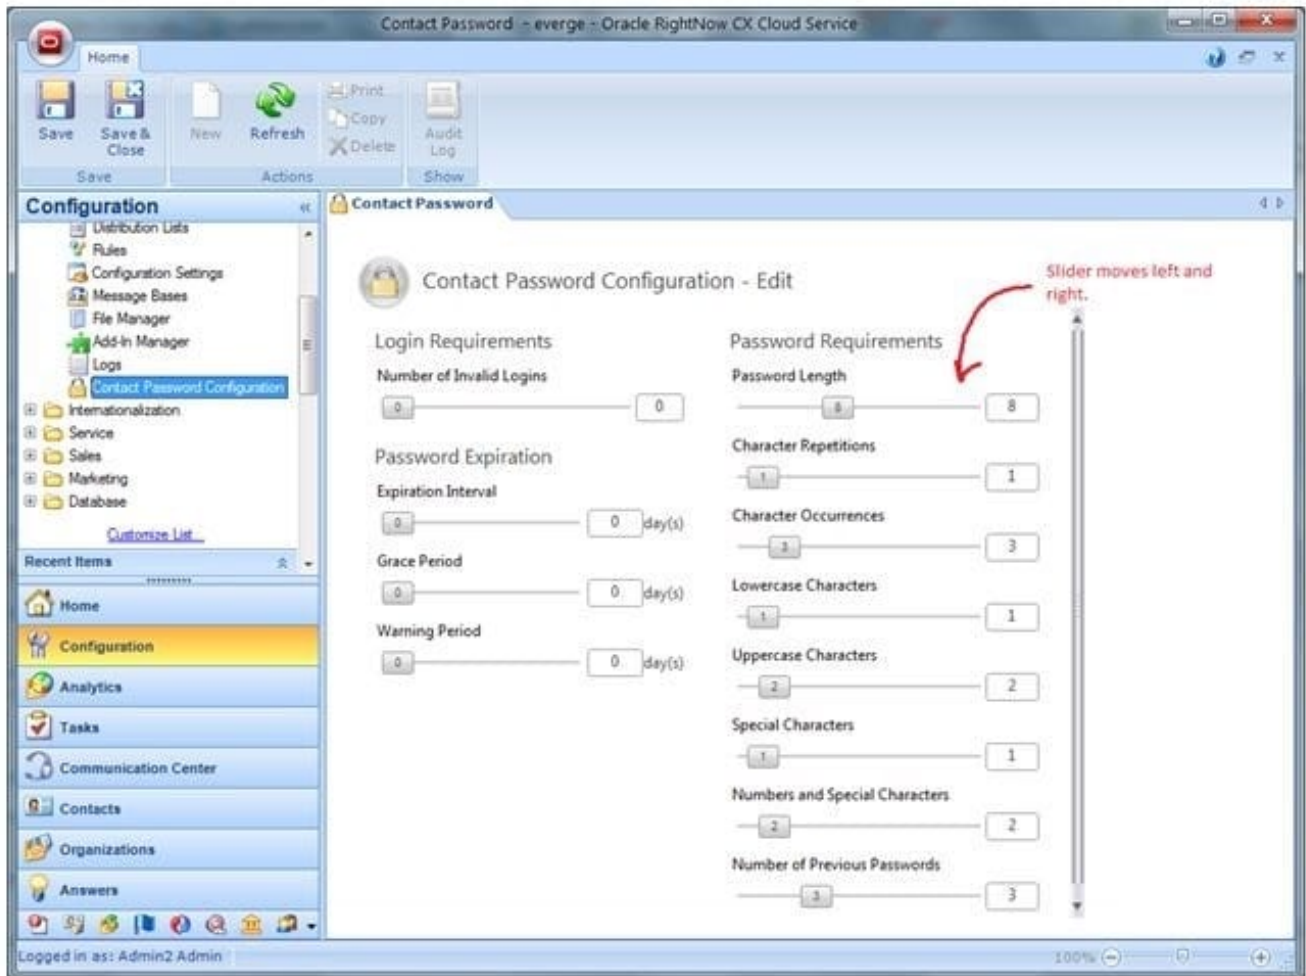 Contact Password - everge - Oracle RightNow CX Cloud Service
Home
Save
Save &
Close
New
Refresh
Print
Copy
Delete
Audit
Log
Save
Actions
Show
Configuration
Distribution Lists
Rules
Configuration Settings
Message Bases
File Manager
Add-In Manager
Logs
Contact Password Configuration
Internationalization
Service
Sales
Marketing
Database
Customize List...
Recent Items
Home
Configuration
Analytics
Tasks
Communication Center
Contacts
Organizations
Answers
Contact Password
Contact Password Configuration - Edit
Slider moves left and
right.
Login Requirements
Number of Invalid Logins
0 0
Password Expiration
Expiration Interval
0 0 day(s)
Grace Period
0 0 day(s)
Warning Period
0 0 day(s)
Password Requirements
Password Length
8 8
Character Repetitions
1 1
Character Occurrences
3 3
Lowercase Characters
1 1
Uppercase Characters
2 2
Special Characters
1 1
Numbers and Special Characters
2 2
Number of Previous Passwords
3 3
Logged in as: Admin2 Admin
100%